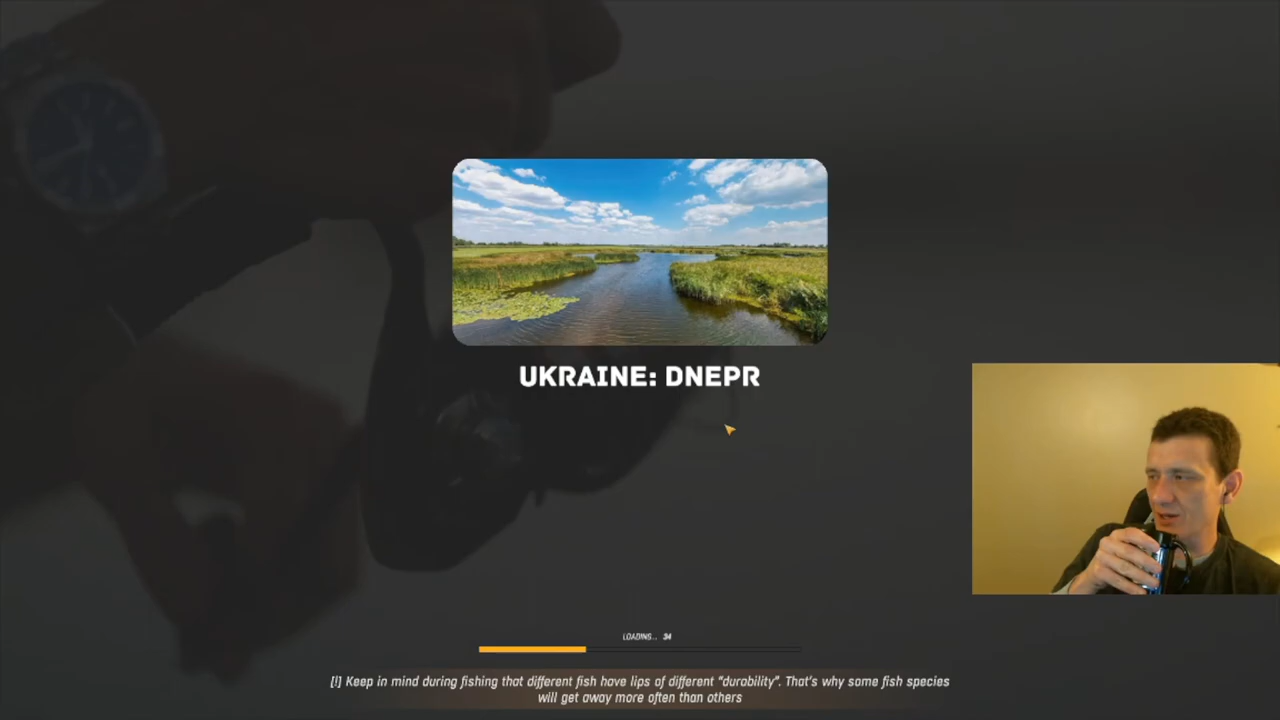 UKRAINE: DNEPR
LOADING.. 34
[!] Keep in mind during fishing that different fish have lips of different "durability". That's why some fish species
will get away more often than others